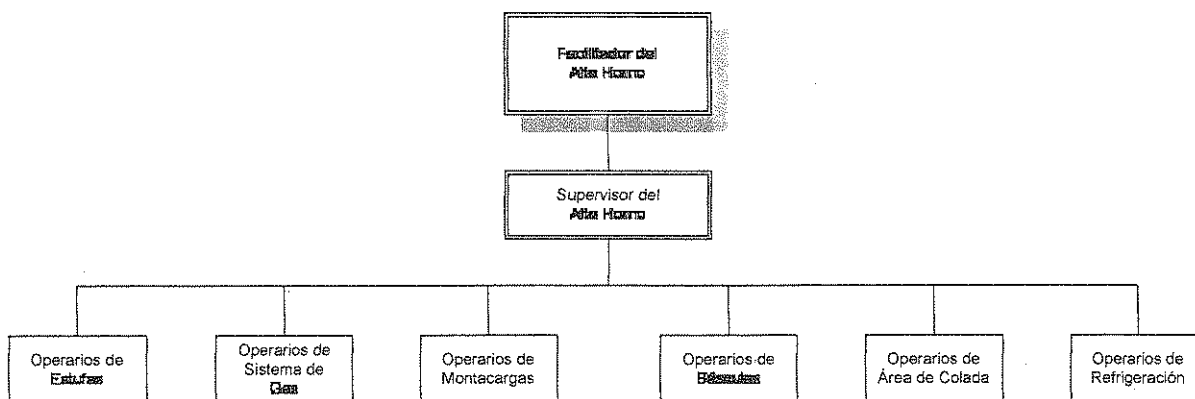 Facilitador del
Alto Horno
Supervisor del
Alto Horno
Operarios de
Estufas
Operarios de
Sistema de
Gas
Operarios de
Montacargas
Operarios de
Básculas
Operarios de
Área de Colada
Operarios de
Refrigeración